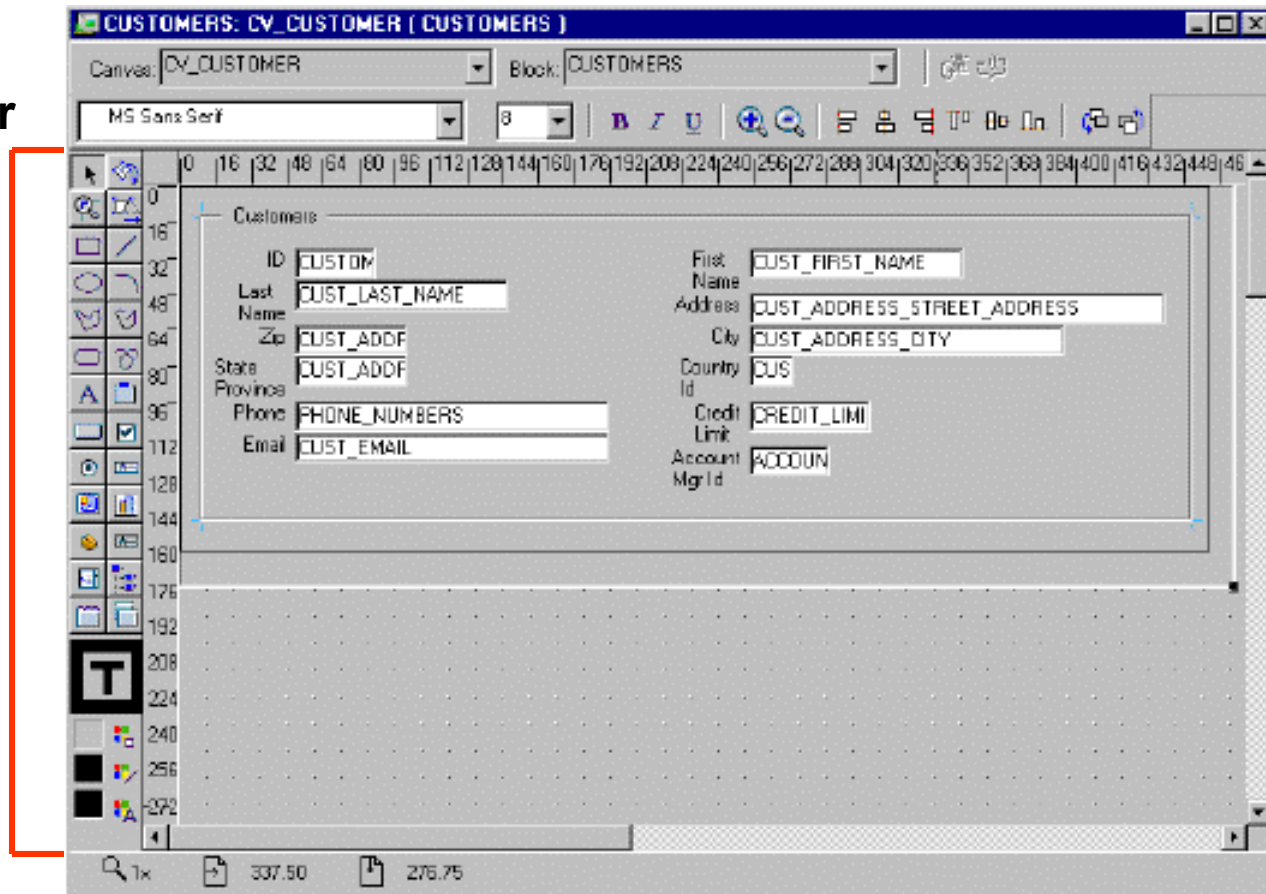 CUSTOMERS: CV_CUSTOMER ( CUSTOMERS )
Canvas: CV_CUSTOMER Block: CUSTOMERS
r
MS Sans Serif 8 B I U
0 16 32 48 64 80 96 112 128 144 160 176 192 208 224 240 256 272 288 304 320 336 352 368 384 400 416 432 448 46
0
16
32
48
64
80
96
112
128
144
160
176
192
208
224
240
256
272
Customers
ID CUSTOM
First Name CUST_FIRST_NAME
Last Name CUST_LAST_NAME
Address CUST_ADDRESS_STREET_ADDRESS
Zip CUST_ADDR
City CUST_ADDRESS_CITY
State Province CUST_ADDR
Country Id CUS
Phone PHONE_NUMBERS
Credit Limit CREDIT_LIMI
Email CUST_EMAIL
Account Mgr Id ACCOUN
A
T
1x 337.50 276.75